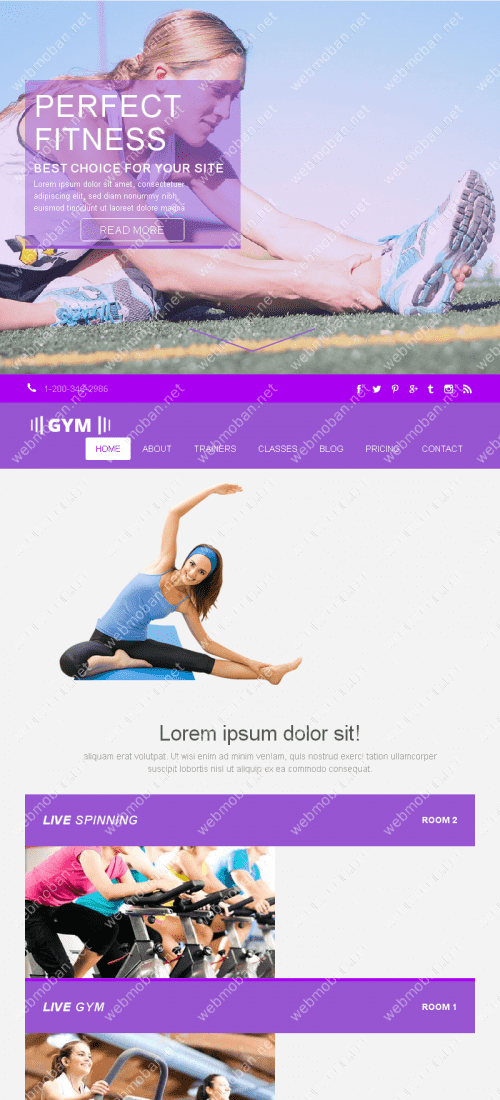 PERFECT
FITNESS
BEST CHOICE FOR YOUR SITE
Lorem ipsum dolor sit amet, consectetuer
adipiscing elit, sed diam nonummy nibh
euismod tincidunt ut laoreet dolore magna
READ MORE
1-200-346-2986
GYM
HOME ABOUT TRAINERS CLASSES BLOG PRICING CONTACT
Lorem ipsum dolor sit!
aliquam erat volutpat. Ut wisi enim ad minim veniam, quis nostrud exerci tation ullamcorper
suscipit lobortis nisl ut aliquip ex ea commodo consequat.
LIVE SPINNING ROOM 2
LIVE GYM ROOM 1
webmoban.net